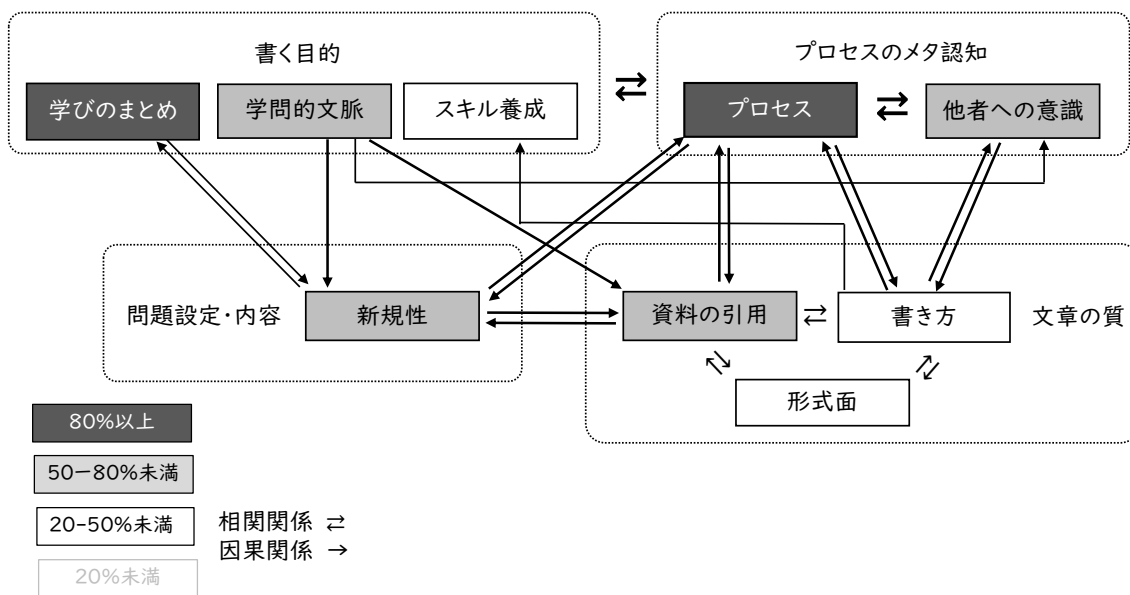 書く目的
プロセスのメタ認知
学びのまとめ
学問的文脈
スキル養成
⇄
プロセス
⇄
他者への意識
問題設定・内容
新規性
資料の引用
⇄
書き方
文章の質
⇄
⇄
形式面
80%以上
50−80%未満
20-50%未満
20%未満
相関関係 ⇄
因果関係 →